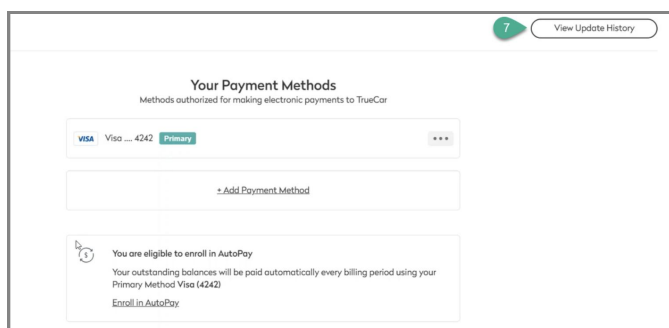 7 View Update History
Your Payment Methods
Methods authorized for making electronic payments to TrueCar
VISA Visa .... 4242 Primary
+ Add Payment Method
$ You are eligible to enroll in AutoPay
Your outstanding balances will be paid automatically every billing period using your
Primary Method Visa (4242)
Enroll in AutoPay